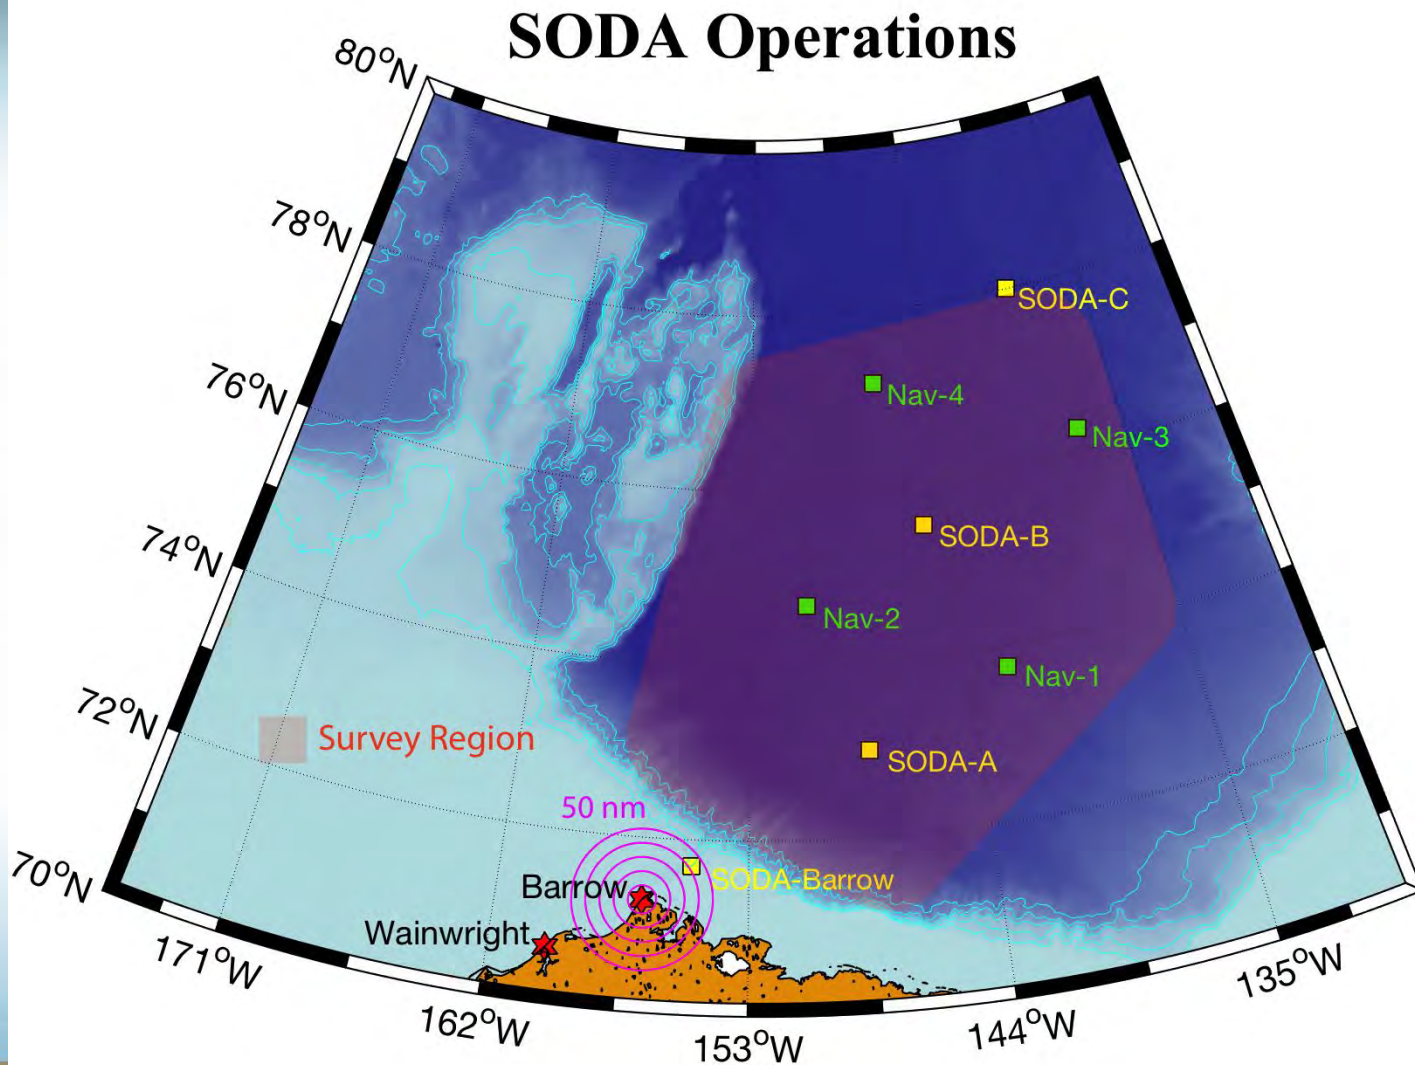 SODA Operations
80°N
78°N
76°N
74°N
72°N
70°N
171°W
162°W
153°W
144°W
135°W
SODA-C
Nav-4
Nav-3
SODA-B
Nav-2
Nav-1
SODA-A
Survey Region
50 nm
SODA-Barrow
Barrow
Wainwright